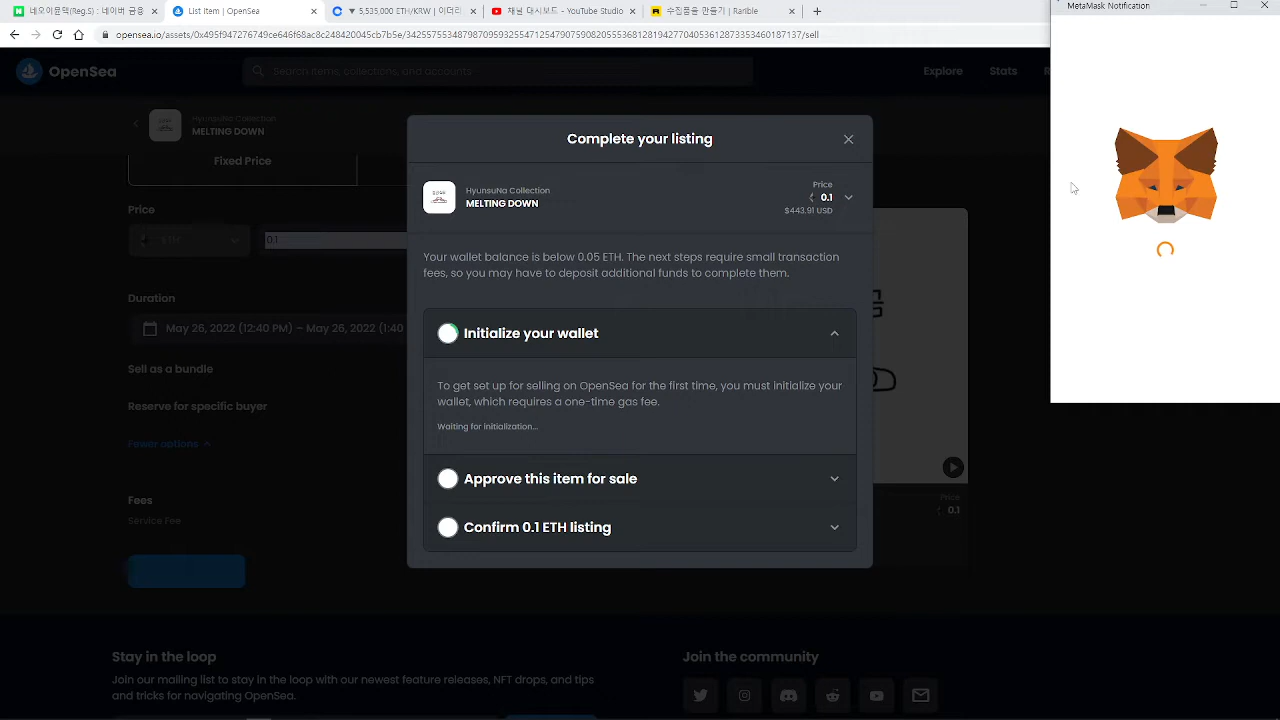 네오이문덕(Reg.S) : 네이버 금융
List Item | OpenSea
5,535,000 ETH/KRW | 이더리
채널 대시보드 - YouTube Studio
수집품을 만들기 | Rarible
MetaMask Notification
OpenSea
Search items, collections, and accounts
Explore
Stats
R
HyunsuNa Collection
MELTING DOWN
Fixed Price
Price
ETH
0.1
Duration
May 26, 2022 (12:40 PM) – May 26, 2022 (1:40
Sell as a bundle
Reserve for specific buyer
Fewer options
Fees
Service Fee
Complete your listing
HyunsuNa Collection
MELTING DOWN
Price
0.1
$443.91 USD
Your wallet balance is below 0.05 ETH. The next steps require small transaction
fees, so you may have to deposit additional funds to complete them.
Initialize your wallet
To get set up for selling on OpenSea for the first time, you must initialize your
wallet, which requires a one-time gas fee.
Waiting for initialization...
Approve this item for sale
Confirm 0.1 ETH listing
Price
0.1
Stay in the loop
Join our mailing list to stay in the loop with our newest feature releases, NFT drops, and tips
and tricks for navigating OpenSea.
Join the community